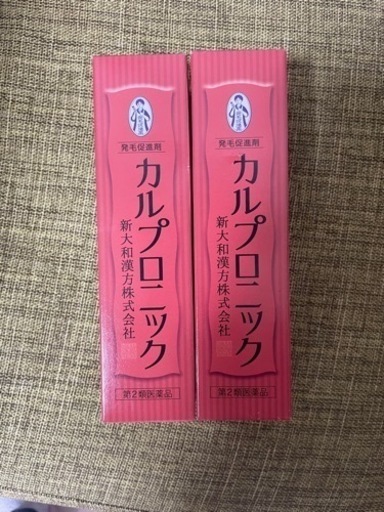 発毛促進剤
カルプロニック
新大和漢方株式会社
第2類医薬品
発毛促進剤
カルプロニック
新大和漢方株式会社
第2類医薬品